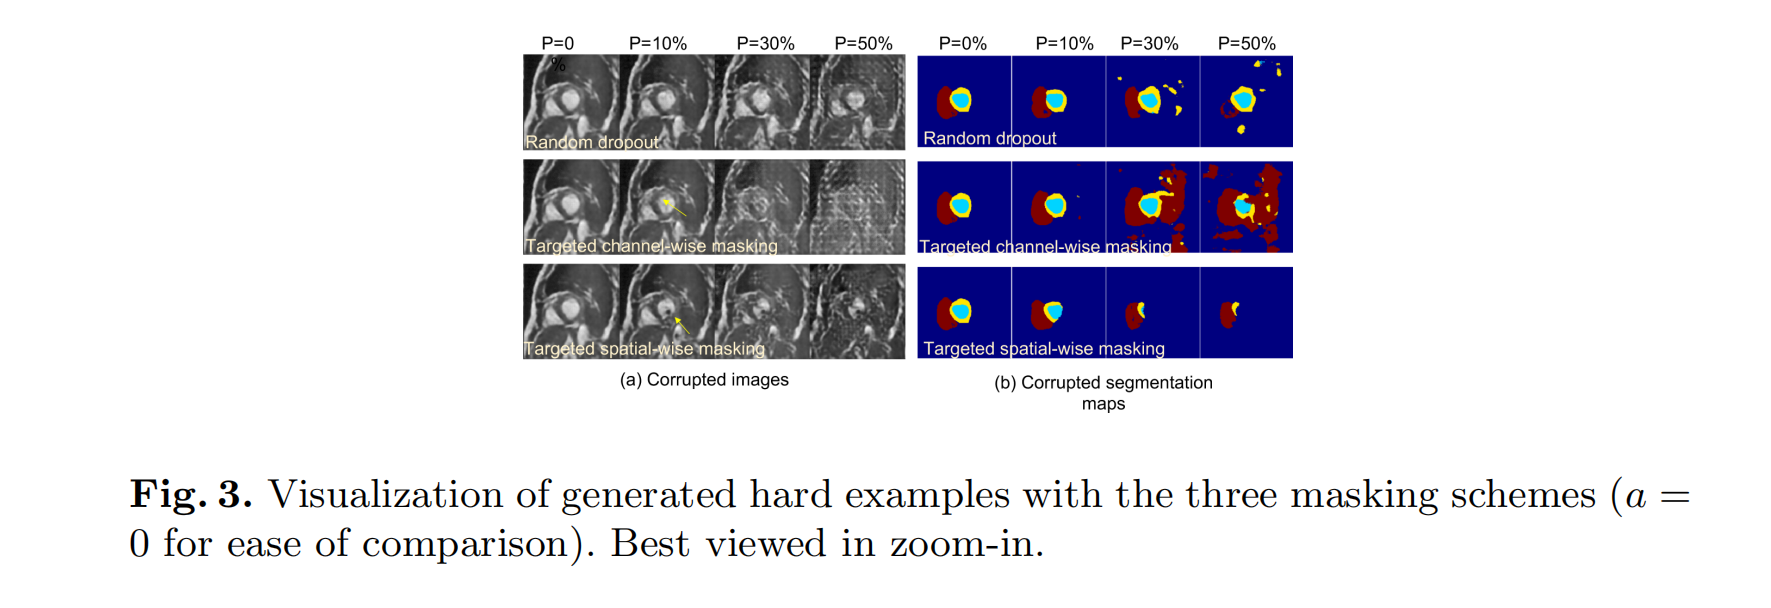 P=0 P=10% P=30% P=50% P=0% P=10% P=30% P=50%
%
Random dropout Random dropout
Targeted channel-wise masking Targeted channel-wise masking
Targeted spatial-wise masking Targeted spatial-wise masking
(a) Corrupted images (b) Corrupted segmentation
maps
Fig. 3. Visualization of generated hard examples with the three masking schemes (a =
0 for ease of comparison). Best viewed in zoom-in.